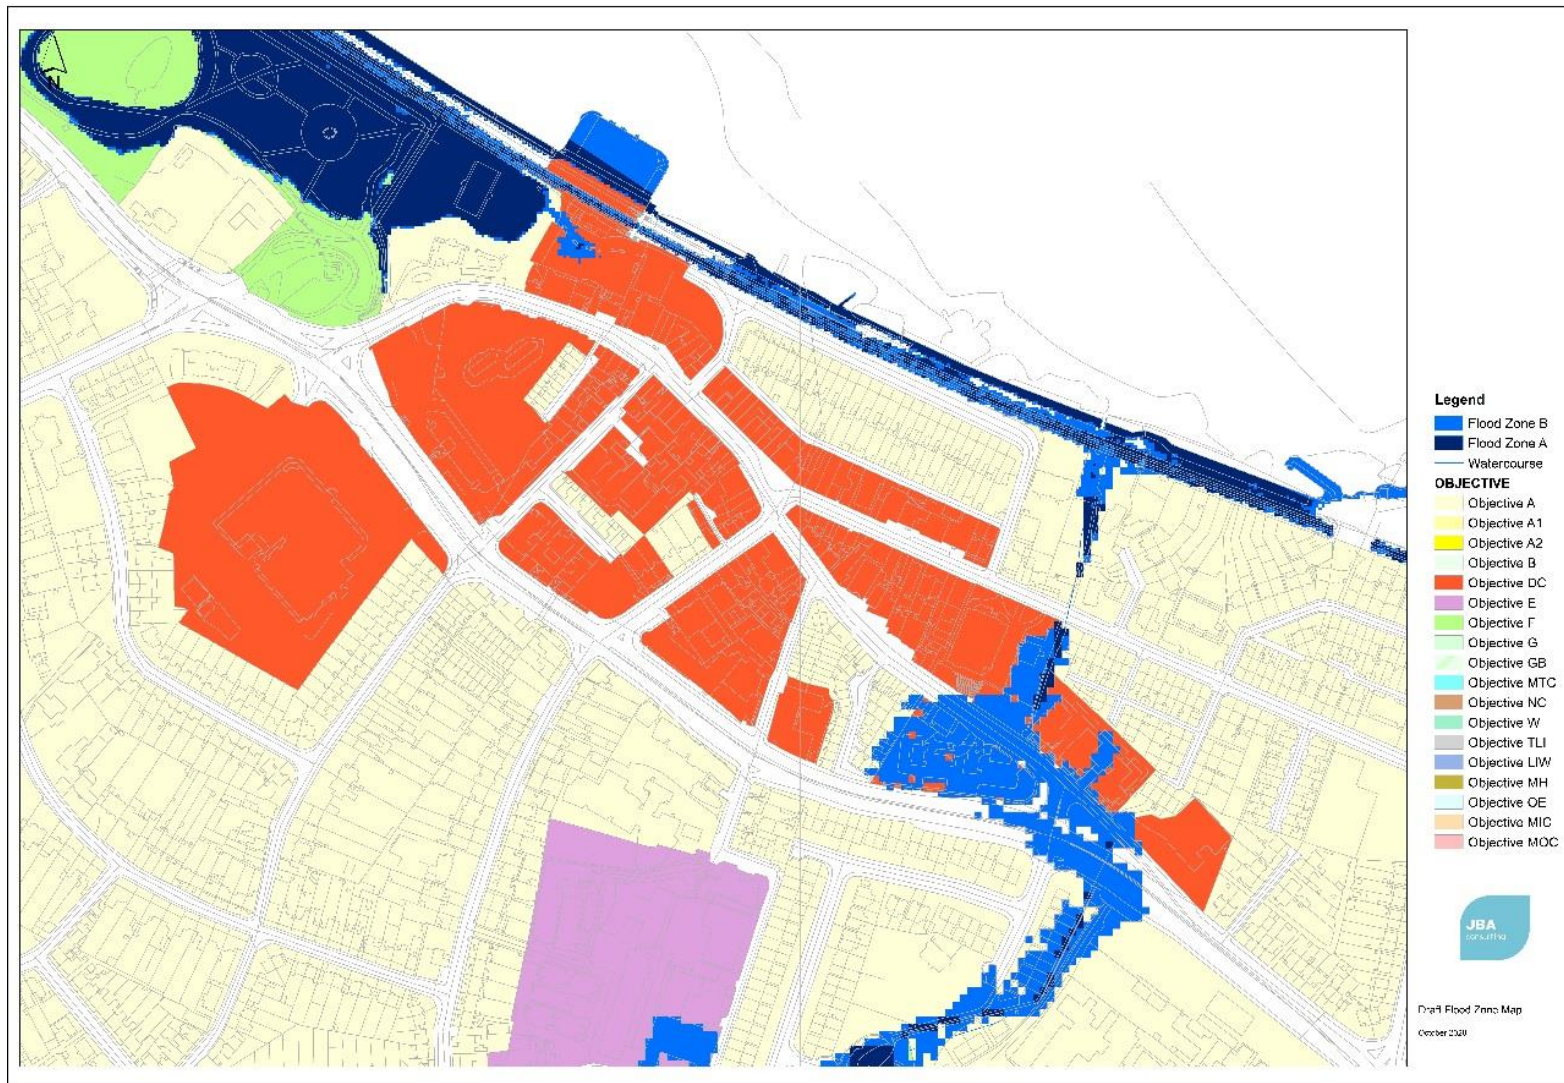 N
Legend
Flood Zone B
Flood Zone A
Watercourse
OBJECTIVE
Objective A
Objective A1
Objective A2
Objective B
Objective DC
Objective E
Objective F
Objective G
Objective GB
Objective MTC
Objective NC
Objective W
Objective TLI
Objective LIW
Objective MH
Objective OE
Objective MIC
Objective MOC
JBA
consulting
Draft Flood Zone Map
October 2020